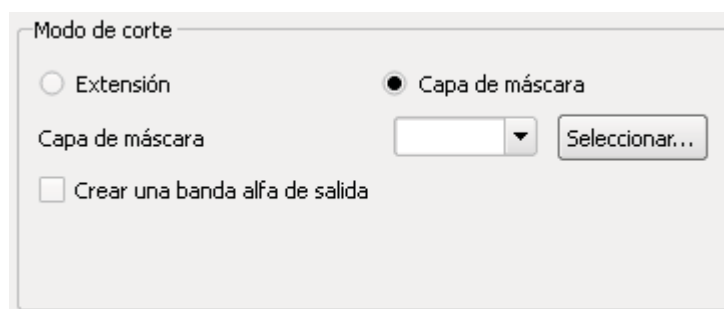 Modo de corte
Extensión Capa de máscara
Capa de máscara Seleccionar...
Crear una banda alfa de salida